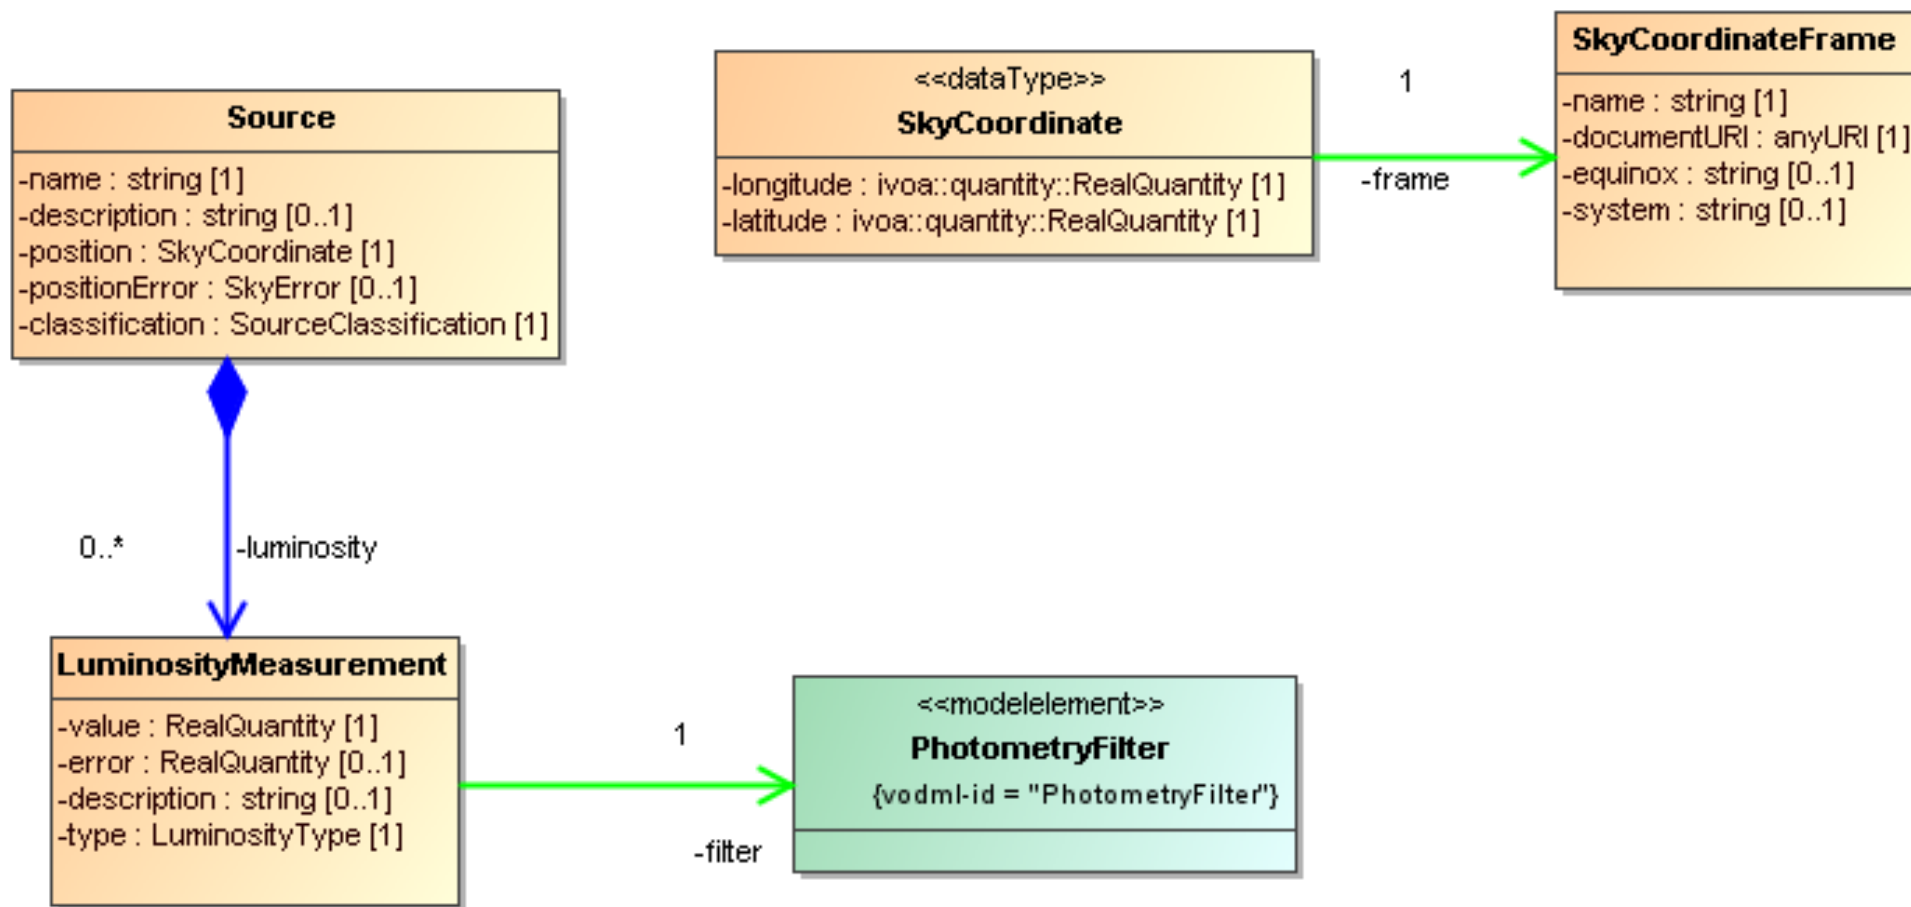 Source
-name : string [1]
-description : string [0..1]
-position : SkyCoordinate [1]
-positionError : SkyError [0..1]
-classification : SourceClassification [1]
<<dataType>>
SkyCoordinate
-longitude : ivoa::quantity::RealQuantity [1]
-latitude : ivoa::quantity::RealQuantity [1]
1
-frame
SkyCoordinateFrame
-name : string [1]
-documentURI : anyURI [1]
-equinox : string [0..1]
-system : string [0..1]
0..*
-luminosity
LuminosityMeasurement
-value : RealQuantity [1]
-error : RealQuantity [0..1]
-description : string [0..1]
-type : LuminosityType [1]
1
-filter
<<modelelement>>
PhotometryFilter
{vodml-id = "PhotometryFilter"}